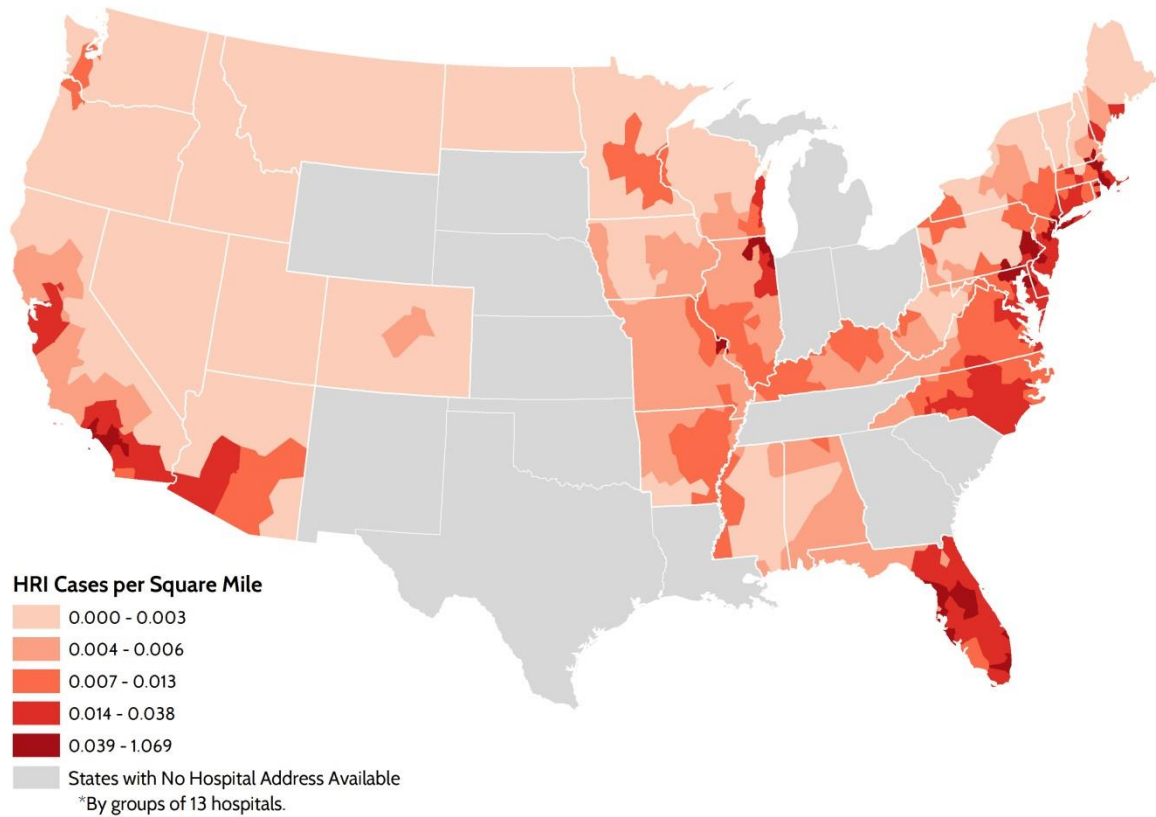 HRI Cases per Square Mile
0.000 - 0.003
0.004 - 0.006
0.007 - 0.013
0.014 - 0.038
0.039 - 1.069
States with No Hospital Address Available
*By groups of 13 hospitals.